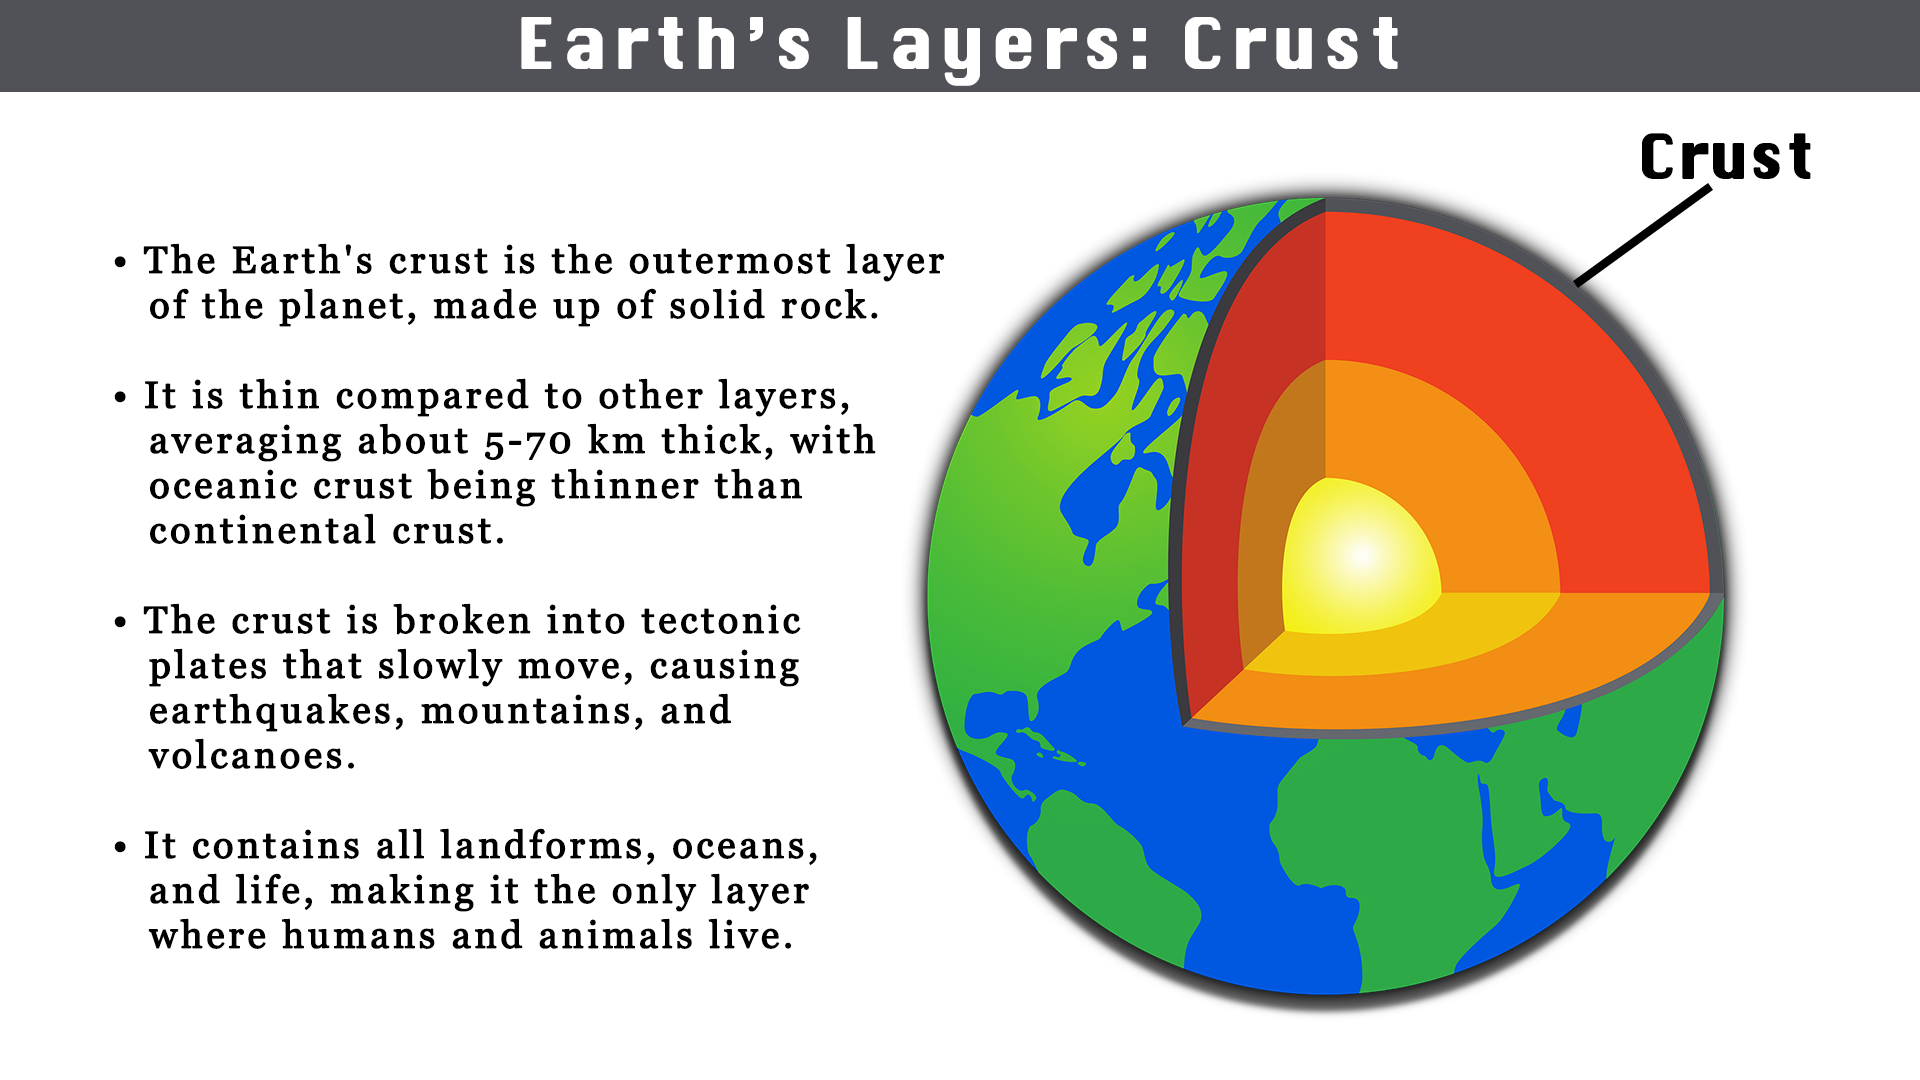 Earth’s Layers: Crust
Crust
• The Earth's crust is the outermost layer
of the planet, made up of solid rock.
• It is thin compared to other layers,
averaging about 5-70 km thick, with
oceanic crust being thinner than
continental crust.
• The crust is broken into tectonic
plates that slowly move, causing
earthquakes, mountains, and
volcanoes.
• It contains all landforms, oceans,
and life, making it the only layer
where humans and animals live.